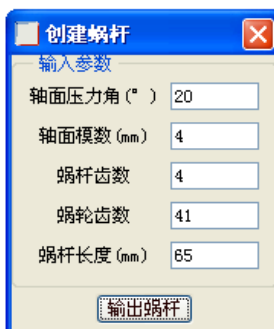 创建蜗杆
输入参数
轴面压力角(°) 20
轴面模数(mm) 4
蜗杆齿数 4
蜗轮齿数 41
蜗杆长度(mm) 65
输出蜗杆